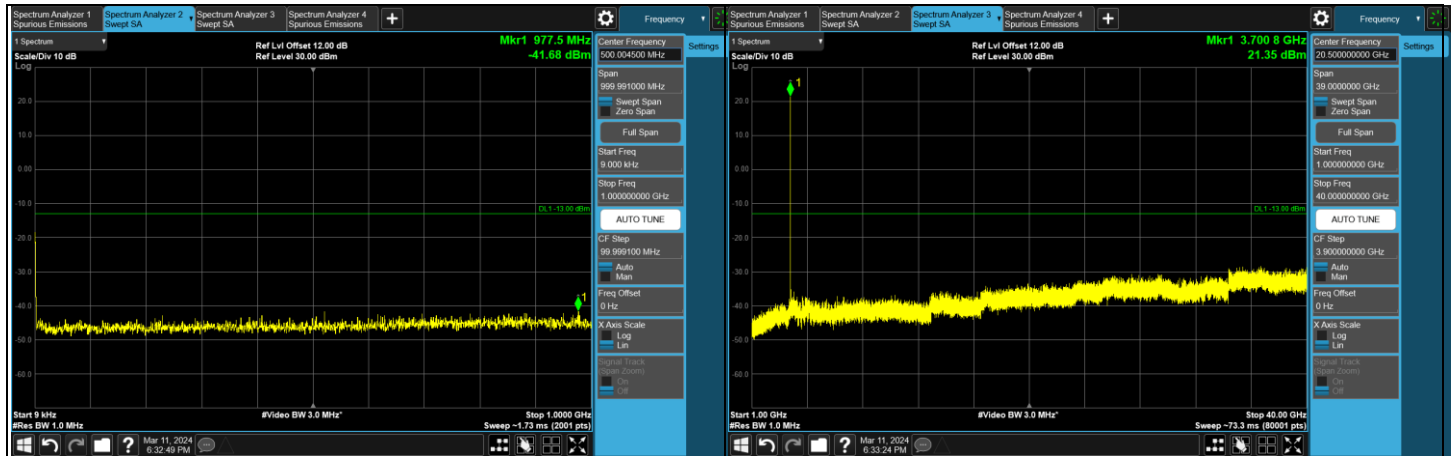 Spectrum Analyzer 1
Spurious Emissions
Spectrum Analyzer 2
Swept SA
Spectrum Analyzer 3
Swept SA
Spectrum Analyzer 4
Spurious Emissions
Frequency
1 Spectrum
Scale/Div 10 dB
Log
Ref Lvl Offset 12.00 dB
Ref Level 30.00 dBm
Mkr1 977.5 MHz
-41.68 dBm
20.0
10.0
0.00
-10.0
-20.0
-30.0
-40.0
-50.0
-60.0
DL1 -13.00 dBm
1
Start 9 kHz
#Res BW 1.0 MHz
#Video BW 3.0 MHz*
Stop 1.0000 GHz
Sweep ~1.73 ms (2001 pts)
Center Frequency
500.004500 MHz
Settings
Span
999.991000 MHz
Swept Span
Zero Span
Full Span
Start Freq
9.000 kHz
Stop Freq
1.000000000 GHz
AUTO TUNE
CF Step
99.999100 MHz
Auto
Man
Freq Offset
0 Hz
X Axis Scale
Log
Lin
Signal Track
(Span Zoom)
On
Off
?
Mar 11, 2024
6:32:49 PM
Spectrum Analyzer 1
Spurious Emissions
Spectrum Analyzer 2
Swept SA
Spectrum Analyzer 3
Swept SA
Spectrum Analyzer 4
Spurious Emissions
Frequency
1 Spectrum
Scale/Div 10 dB
Log
Ref Lvl Offset 12.00 dB
Ref Level 30.00 dBm
Mkr1 3.700 8 GHz
21.35 dBm
20.0
10.0
0.00
-10.0
-20.0
-30.0
-40.0
-50.0
-60.0
DL1 -13.00 dBm
1
Start 1.00 GHz
#Res BW 1.0 MHz
#Video BW 3.0 MHz*
Stop 40.00 GHz
Sweep ~73.3 ms (80001 pts)
Center Frequency
20.500000000 GHz
Settings
Span
39.0000000 GHz
Swept Span
Zero Span
Full Span
Start Freq
1.000000000 GHz
Stop Freq
40.000000000 GHz
AUTO TUNE
CF Step
3.900000000 GHz
Auto
Man
Freq Offset
0 Hz
X Axis Scale
Log
Lin
Signal Track
(Span Zoom)
On
Off
?
Mar 11, 2024
6:33:24 PM